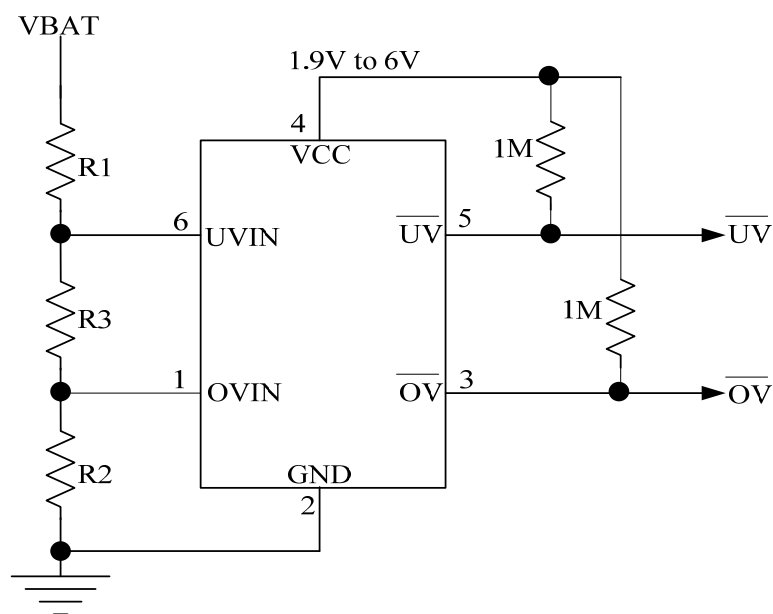 VBAT
1.9V to 6V
4
VCC
R1
1M
6
UVIN
UV
5
UV
R3
1M
1
OVIN
OV
3
OV
R2
GND
2